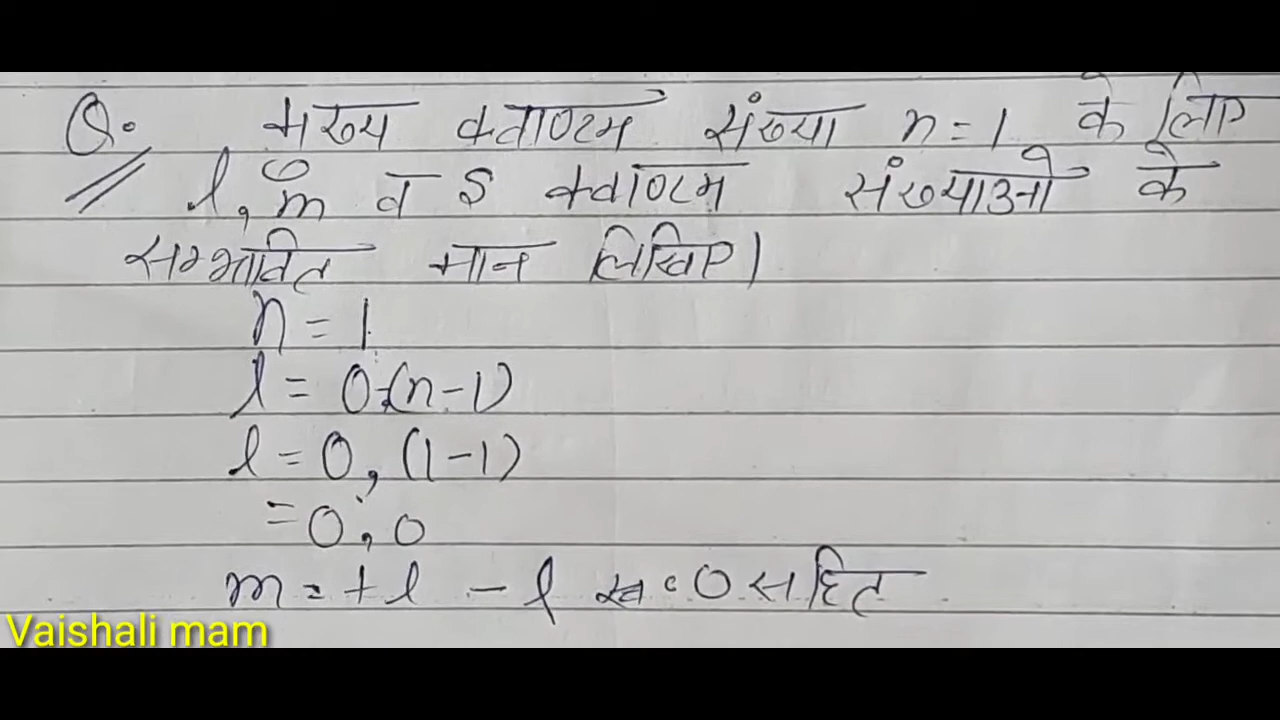 Q. मुख्य क्वाण्टम संख्या n = 1 के लिए
l, m व s क्वाण्टम संख्याओं के
सम्भावित मान लिखिए।
n = 1
l = 0-(n-1)
l = 0, (1-1)
= 0, 0
m = +l - l 0 सहित
Vaishali mam